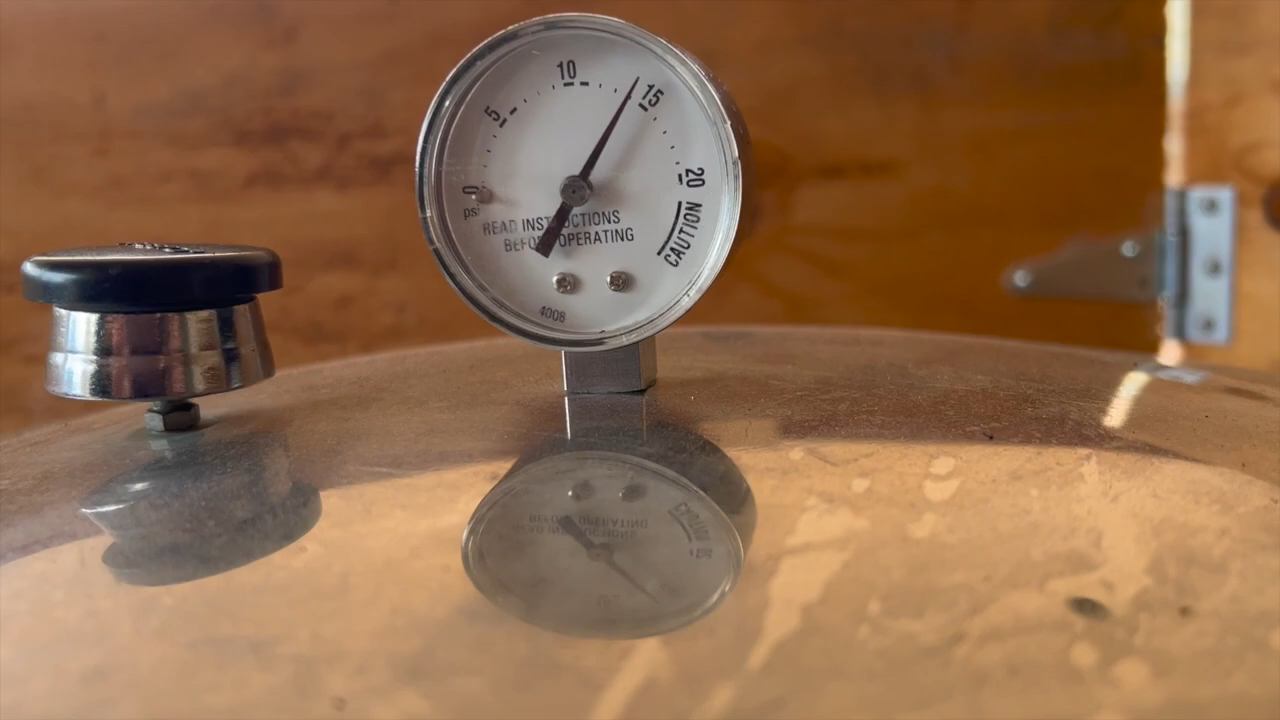 0
5
10
15
20
psi
READ INSTRUCTIONS
BEFORE OPERATING
CAUTION
4008